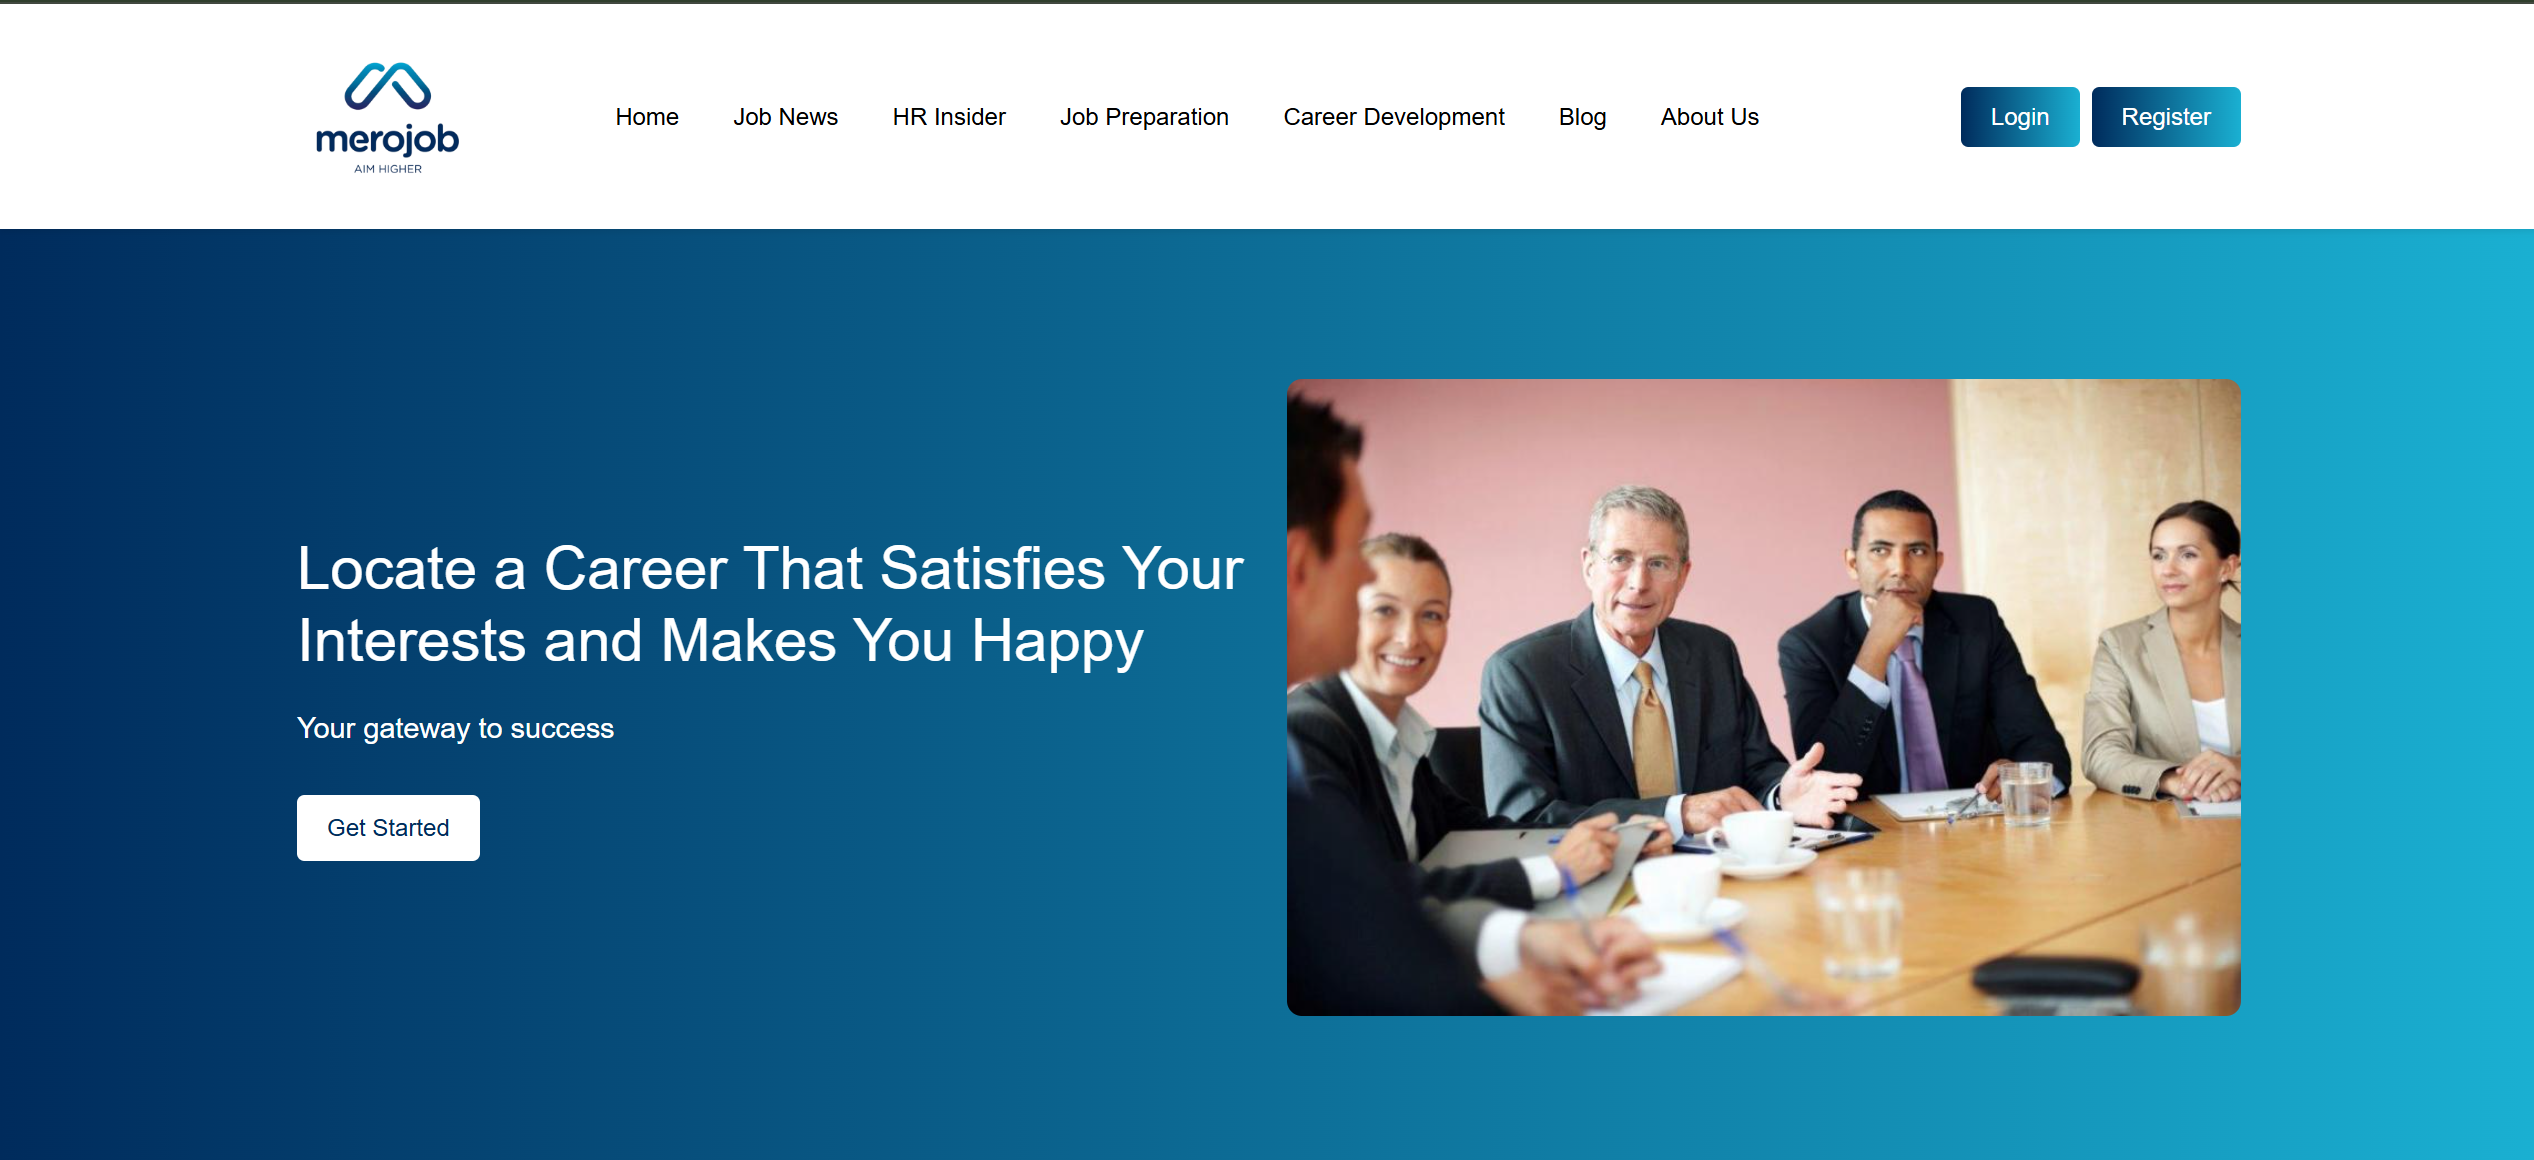 merojob
AIM HIGHER
Home
Job News
HR Insider
Job Preparation
Career Development
Blog
About Us
Login
Register
Locate a Career That Satisfies Your
Interests and Makes You Happy
Your gateway to success
Get Started